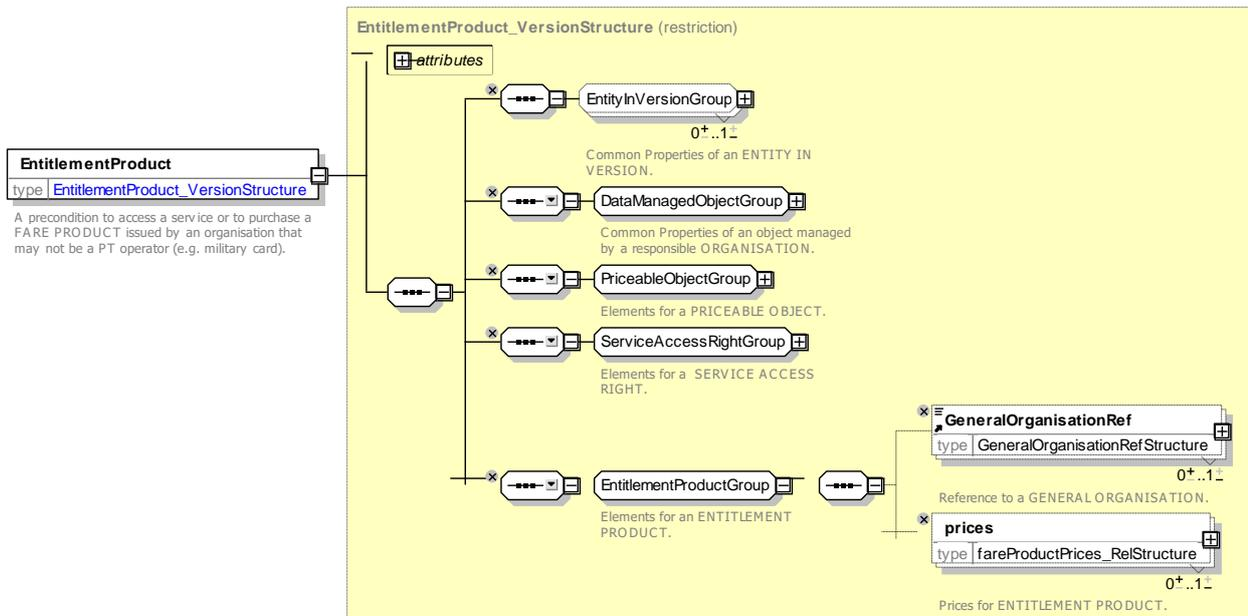 EntitlementProduct_VersionStructure (restriction)
attributes
EntityInVersionGroup
0..1
Common Properties of an ENTITY IN
VERSION.
EntitlementProduct
type EntitlementProduct_VersionStructure
A precondition to access a service or to purchase a
FARE PRODUCT issued by an organisation that
may not be a PT operator (e.g. military card).
DataManagedObjectGroup
Common Properties of an object managed
by a responsible ORGANISATION.
PriceableObjectGroup
Elements for a PRICEABLE OBJECT.
ServiceAccessRightGroup
Elements for a SERVICE ACCESS
RIGHT.
GeneralOrganisationRef
type GeneralOrganisationRefStructure
0..1
Reference to a GENERAL ORGANISATION.
EntitlementProductGroup
Elements for an ENTITLEMENT
PRODUCT.
prices
type fareProductPrices_RelStructure
0..1
Prices for ENTITLEMENT PRODUCT.